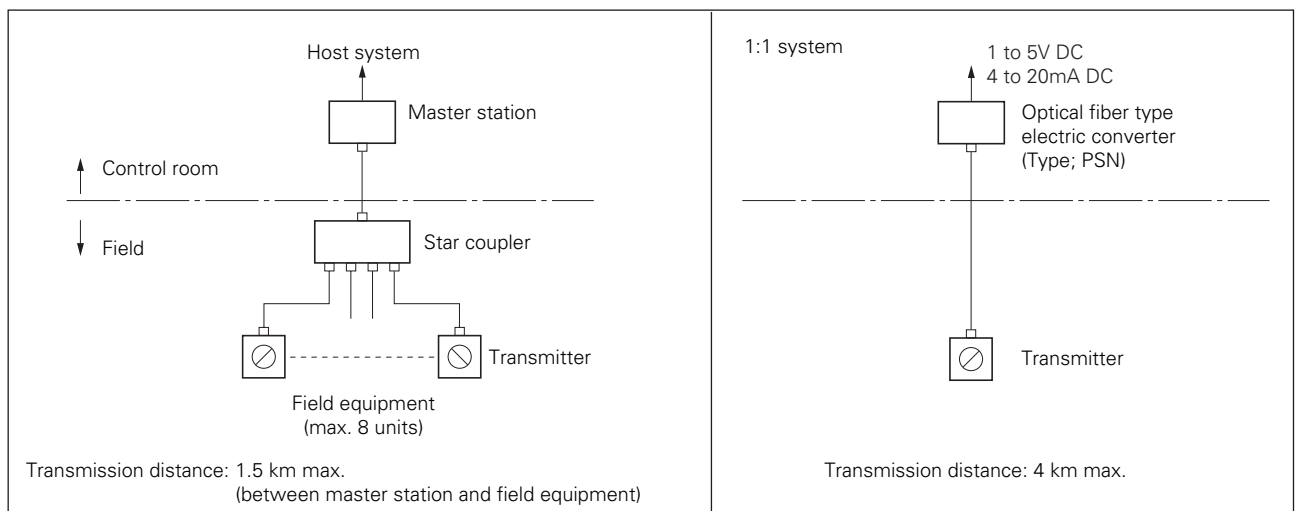 Host system
Master station
Control room
Field
Star coupler
Transmitter
Field equipment
(max. 8 units)
Transmission distance: 1.5 km max.
(between master station and field equipment)
1:1 system
1 to 5V DC
4 to 20mA DC
Optical fiber type
electric converter
(Type; PSN)
Transmitter
Transmission distance: 4 km max.